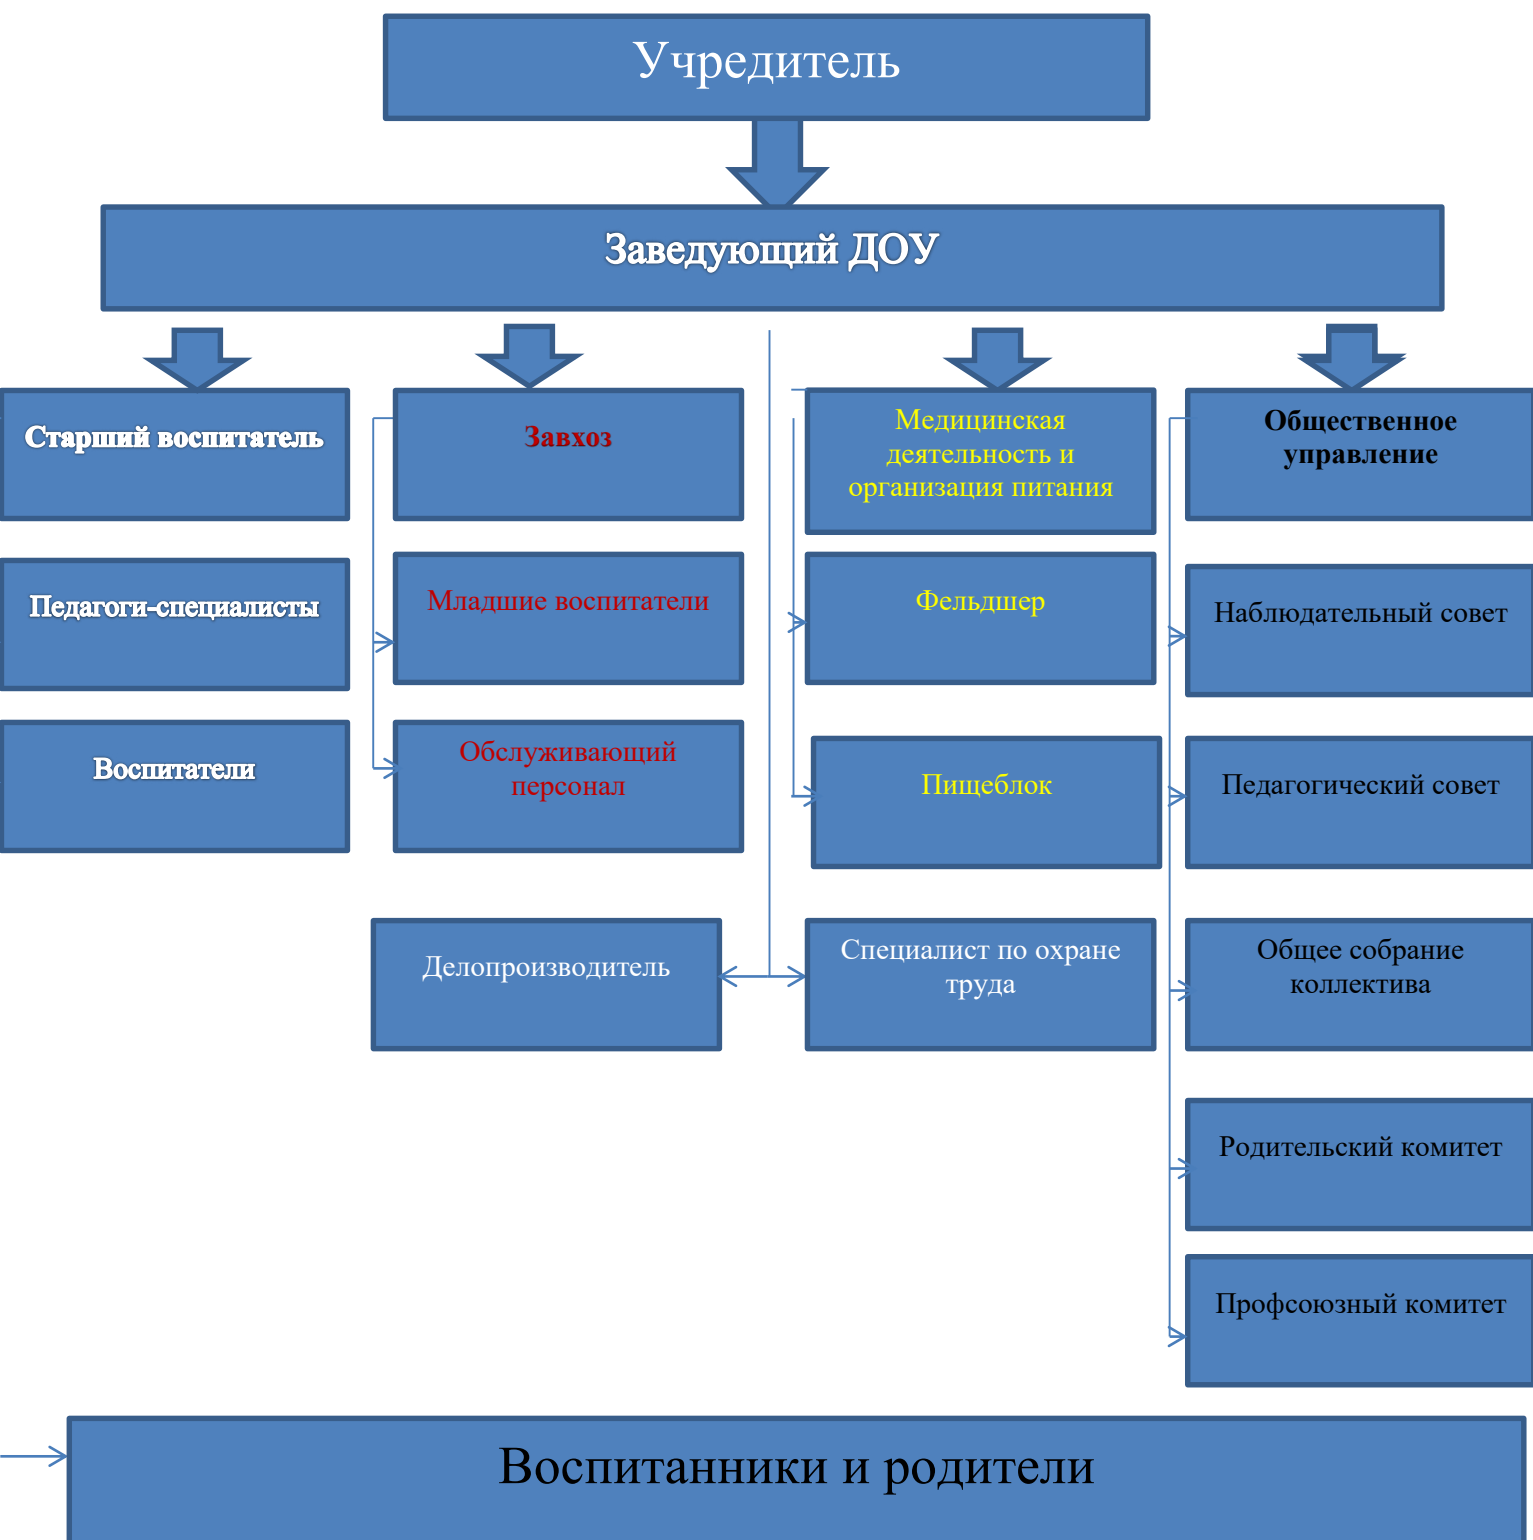 Учредитель
Заведующий ДОУ
Старший воспитатель
Завхоз
Медицинская
деятельность и
организация питания
Общественное
управление
Педагоги-специалисты
Младшие воспитатели
Фельдшер
Наблюдательный совет
Воспитатели
Обслуживающий
персонал
Пищеблок
Педагогический совет
Делопроизводитель
Специалист по охране
труда
Общее собрание
коллектива
Родительский комитет
Профсоюзный комитет
Воспитанники и родители